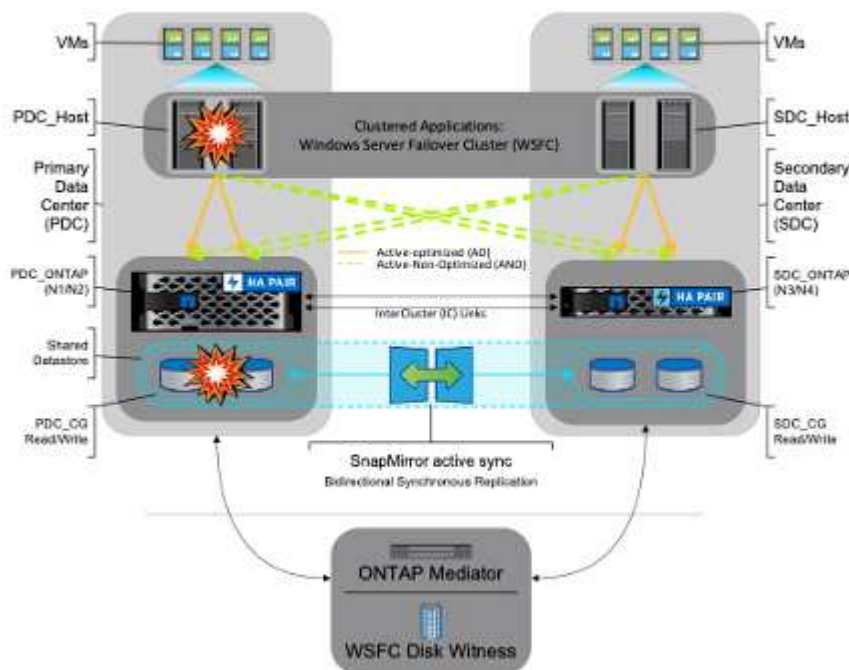 VMs
VMs
PDC_Host
SDC_Host
Clustered Applications:
Windows Server Failover Cluster (WSFC)
Primary
Data
Center
(PDC)
Secondary
Data
Center
(SDC)
Active-optimized (AO)
Active-Non-Optimized (ANO)
PDC_ONTAP
(N1/N2)
HA PAIR
SDC_ONTAP
(N3/N4)
HA PAIR
InterCluster (IC) Links
Shared
Datastore
PDC_CG
Read/Write
SDC_CG
Read/Write
SnapMirror active sync
Bidirectional Synchronous Replication
ONTAP Mediator
WSFC Disk Witness